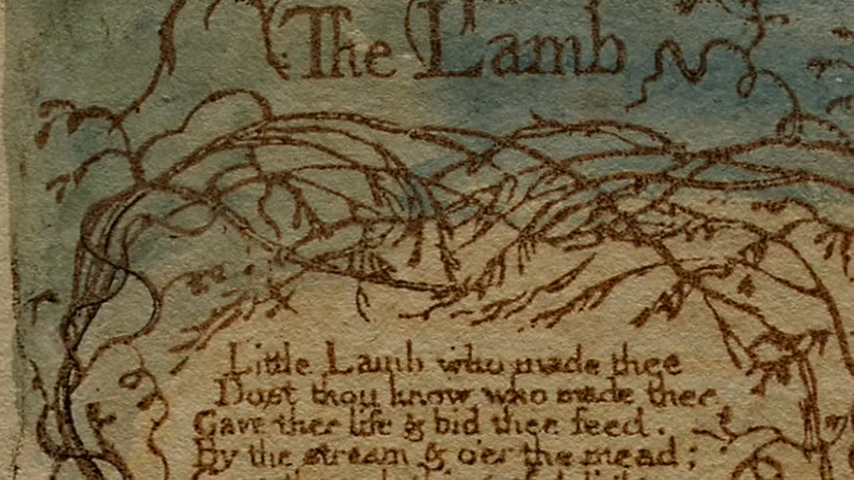 The Lamb
Little Lamb who made thee
Dost thou know who made thee
Gave thee life & bid thee feed.
By the stream & o'er the mead;